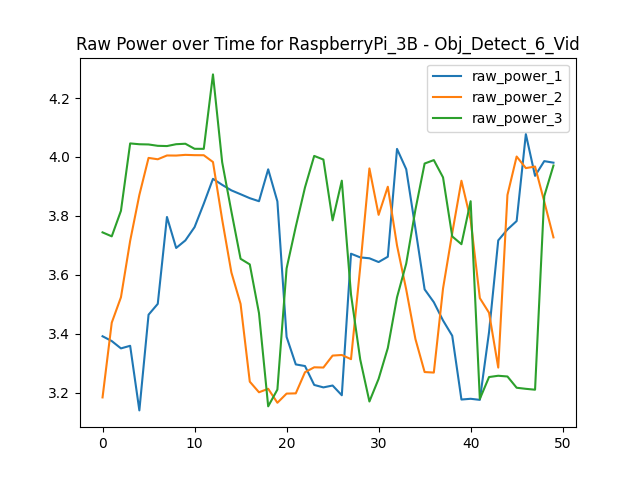 Raw Power over Time for RaspberryPi_3B - Obj_Detect_6_Vid
raw_power_1
raw_power_2
raw_power_3
4.2
4.0
3.8
3.6
3.4
3.2
0 10 20 30 40 50